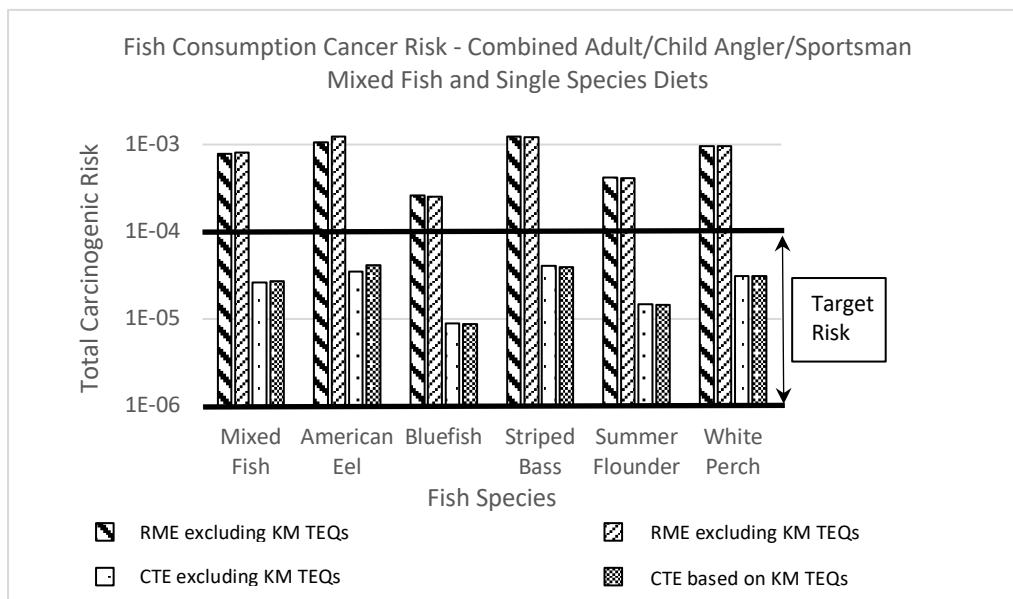 Fish Consumption Cancer Risk - Combined Adult/Child Angler/Sportsman
Mixed Fish and Single Species Diets
Total Carcinogenic Risk
1E-03
1E-04
1E-05
1E-06
Target
Risk
Mixed
Fish
American
Eel
Bluefish
Striped
Bass
Summer
Flounder
White
Perch
Fish Species
RME excluding KM TEQs
RME excluding KM TEQs
CTE excluding KM TEQs
CTE based on KM TEQs